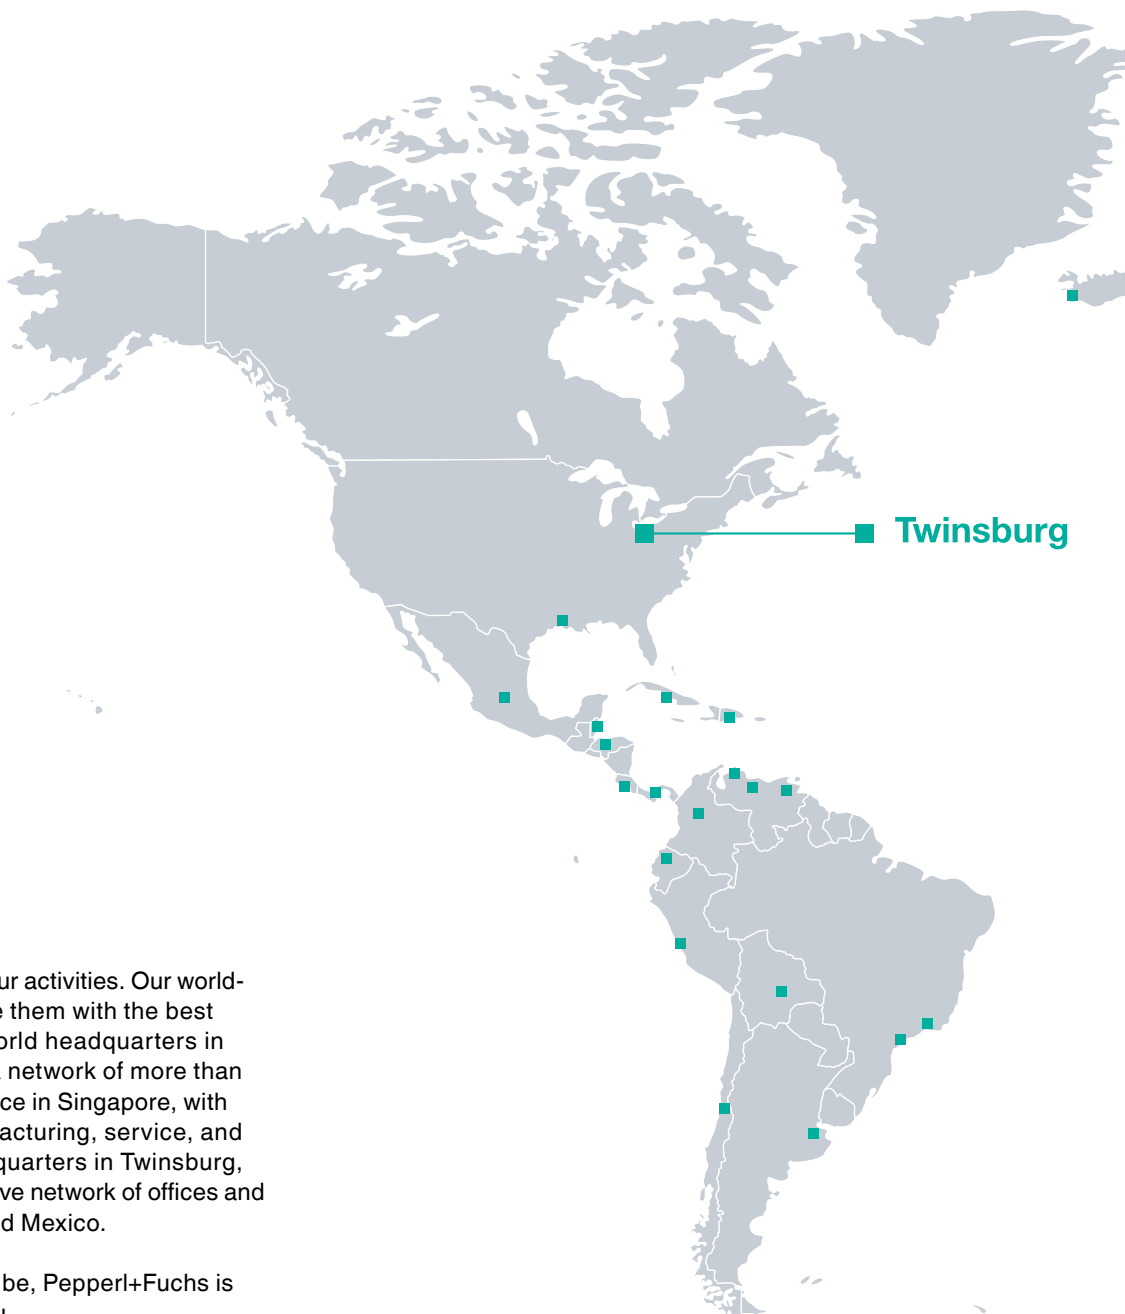 Twinsburg
ur activities. Our world-
e them with the best
orld headquarters in
network of more than
ce in Singapore, with
acturing, service, and
quarters in Twinsburg,
ve network of offices and
d Mexico.
be, Pepperl+Fuchs is